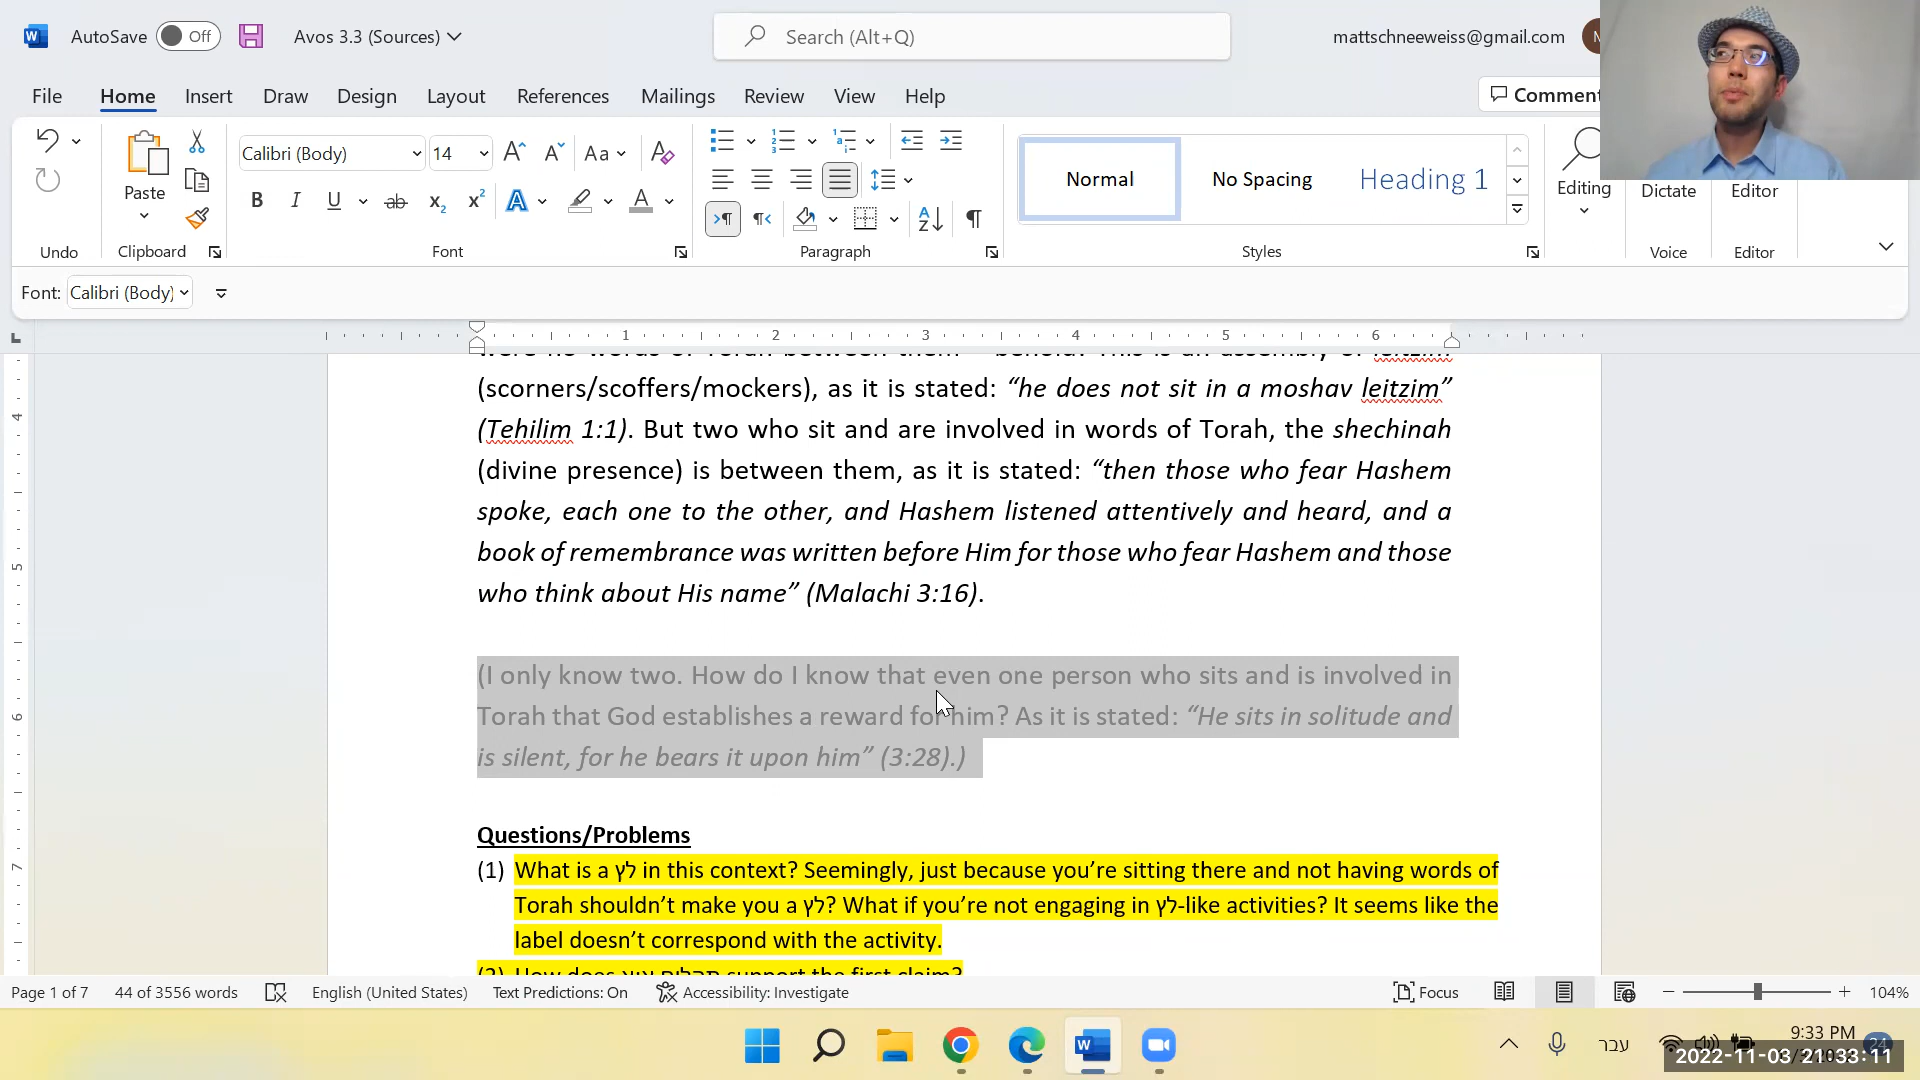 AutoSave Off Avos 3.3 (Sources) Search (Alt+Q) mattschneeweiss@gmail.com
File Home Insert Draw Design Layout References Mailings Review View Help
Calibri (Body) 14
Paste
Normal No Spacing Heading 1
Editing Dictate Editor
Undo Clipboard Font Paragraph Styles Voice Editor
Font: Calibri (Body)
1 2 3 4 5 6
(scorners/scoffers/mockers), as it is stated: “he does not sit in a moshav leitzim”
(Tehilim 1:1). But two who sit and are involved in words of Torah, the shechinah
(divine presence) is between them, as it is stated: “then those who fear Hashem
spoke, each one to the other, and Hashem listened attentively and heard, and a
book of remembrance was written before Him for those who fear Hashem and those
who think about His name” (Malachi 3:16).
(I only know two. How do I know that even one person who sits and is involved in
Torah that God establishes a reward for him? As it is stated: “He sits in solitude and
is silent, for he bears it upon him” (3:28).)
Questions/Problems
(1) What is a לץ in this context? Seemingly, just because you’re sitting there and not having words of
Torah shouldn’t make you a לץ? What if you’re not engaging in לץ-like activities? It seems like the
label doesn’t correspond with the activity.
Page 1 of 7 44 of 3556 words English (United States) Text Predictions: On Accessibility: Investigate Focus 104%
עבר 9:33 PM 24
2022-11-03 21:33:11